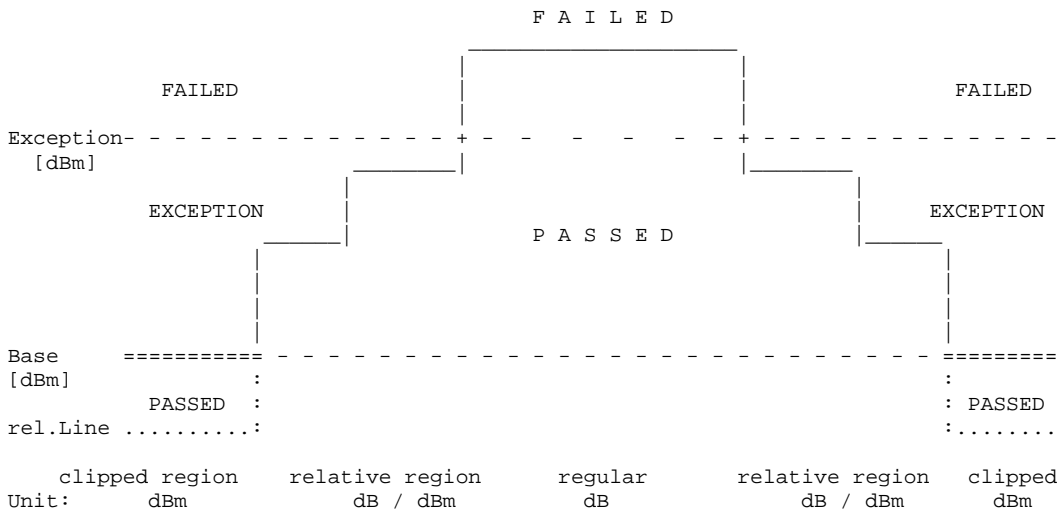 F A I L E D
FAILED FAILED
Exception- - - - - - - - - - - - - -+- - - - - - -+- - - - - - - - - - - - -
[dBm]
EXCEPTION EXCEPTION
P A S S E D
Base =========== - - - - - - - - - - - - - - - - - - - - - - - - - - =========
[dBm] : :
PASSED : : PASSED
rel.Line ..........: :........
clipped region relative region regular relative region clipped
Unit: dBm dB / dBm dB dB / dBm dBm